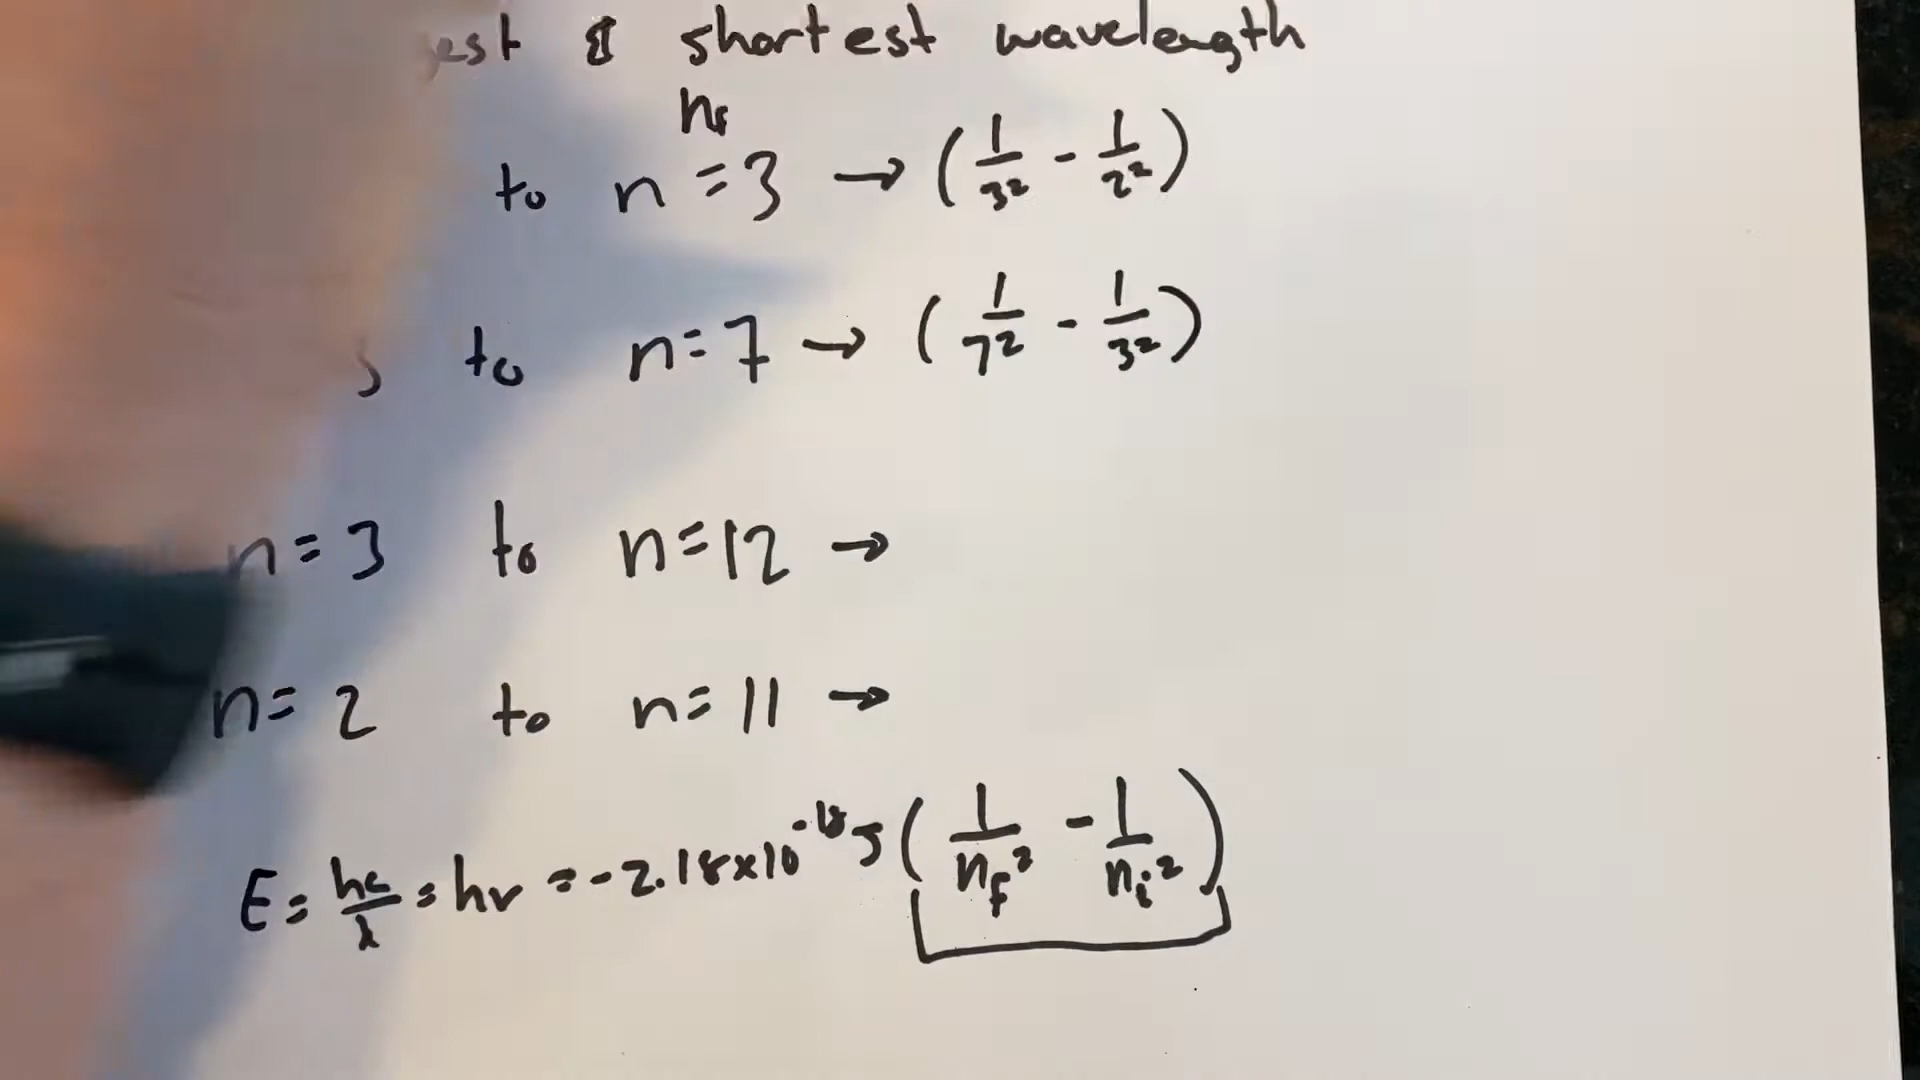 & shortest wavelength
nf
to n = 3 → (1/3² - 1/2²)
to n = 7 → (1/7² - 1/3²)
n = 3 to n = 12 →
n = 2 to n = 11 →
E = hc/λ = hν = -2.18x10⁻¹⁸ J (1/nf² - 1/ni²)